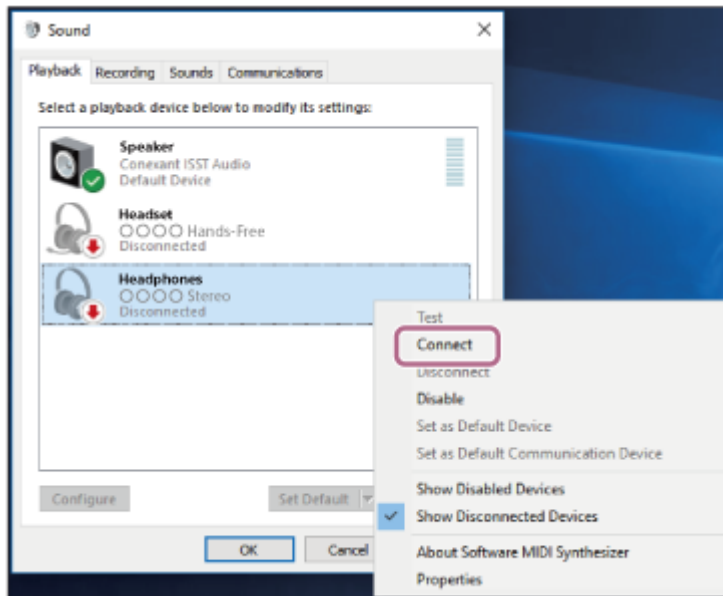 Sound
Playback Recording Sounds Communications
Select a playback device below to modify its settings:
Speaker
Conexant ISST Audio
Default Device
Headset
○○○○ Hands-Free
Disconnected
Headphones
○○○○ Stereo
Disconnected
Test
Connect
Disconnect
Disable
Set as Default Device
Set as Default Communication Device
Show Disabled Devices
Show Disconnected Devices
About Software MIDI Synthesizer
Properties
Configure Set Default
OK Cancel